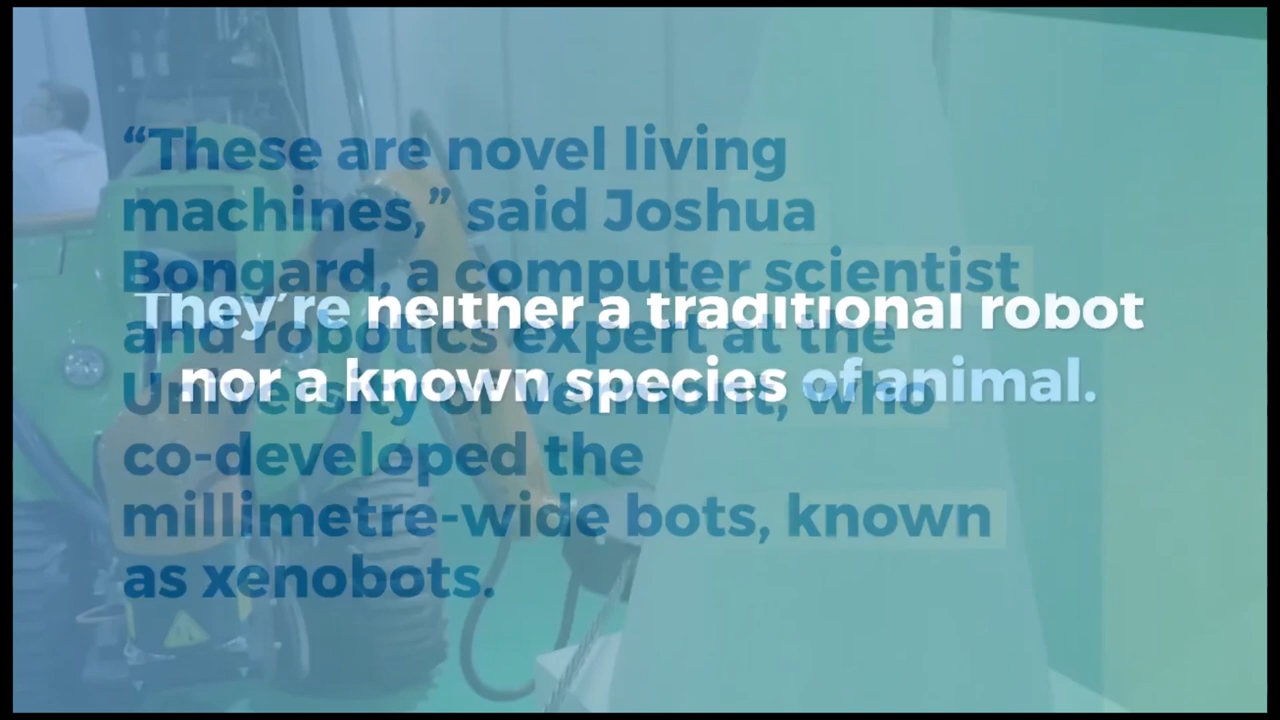 “These are novel living
machines,” said Joshua
Bongard, a computer scientist
and robotics expert at the
University of Vermont, who
co-developed the
millimetre-wide bots, known
as xenobots.
They’re neither a traditional robot
nor a known species of animal.